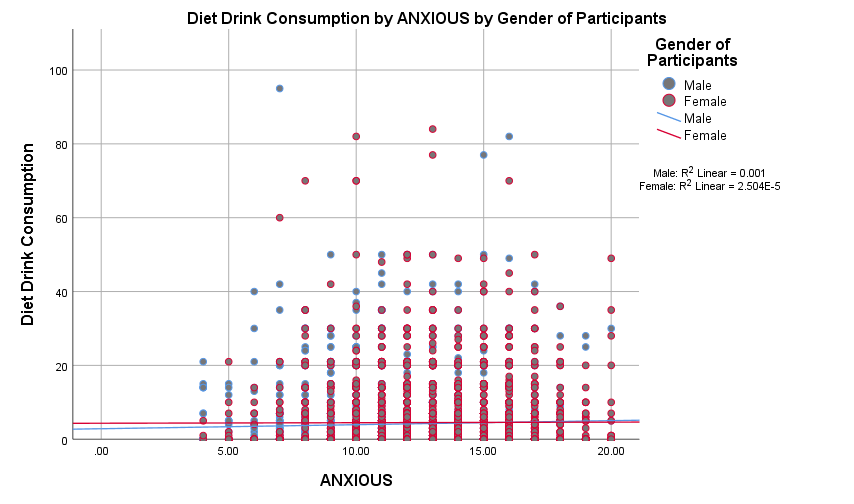 Diet Drink Consumption by ANXIOUS by Gender of Participants
Gender of
Participants
Male
Female
Male
Female
Male: R2 Linear = 0.001
Female: R2 Linear = 2.504E-5
Diet Drink Consumption
100
80
60
40
20
0
.00
5.00
10.00
15.00
20.00
ANXIOUS